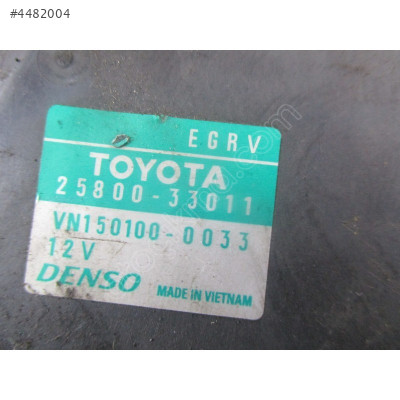 #4482004
EGRV
TOYOTA
25800-33011
VN150100-0033
12V
DENSO
MADE IN VIETNAM